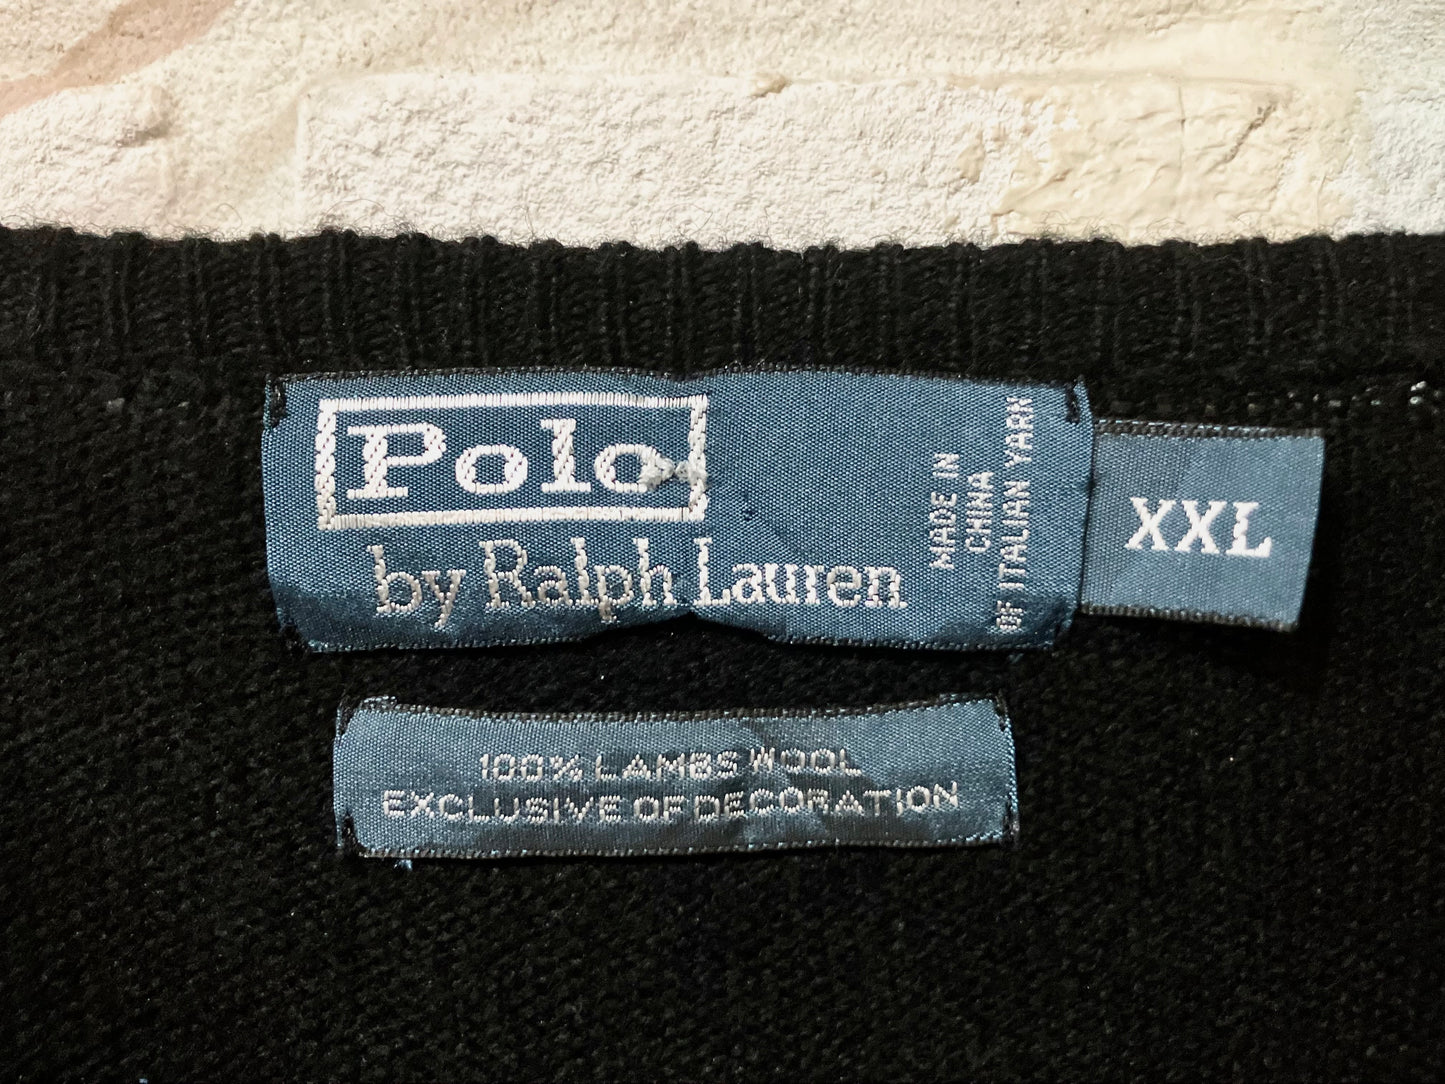 Polo
by Ralph Lauren
MADE IN
CHINA
OF ITALIAN YARN
XXL
100% LAMBS WOOL
EXCLUSIVE OF DECORATION